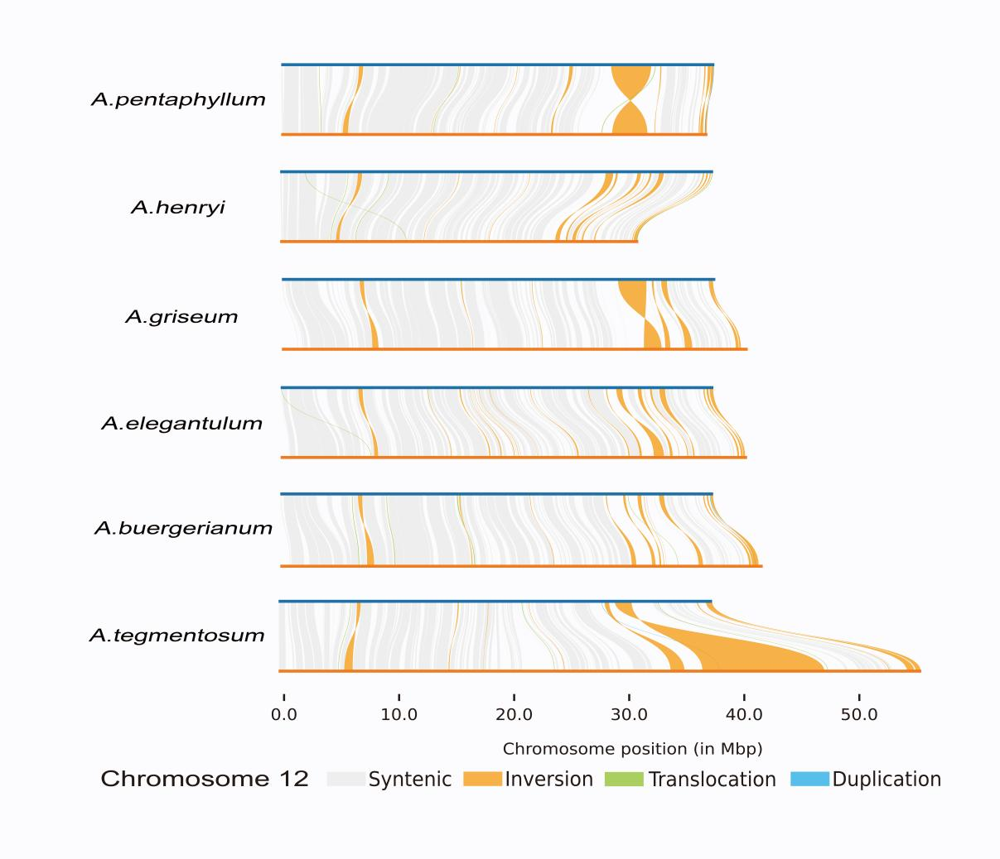 A.pentaphyllum
A.henryi
A.griseum
A.elegantulum
A.buergerianum
A.tegmentosum
0.0 10.0 20.0 30.0 40.0 50.0
Chromosome position (in Mbp)
Chromosome 12 Syntenic Inversion Translocation Duplication